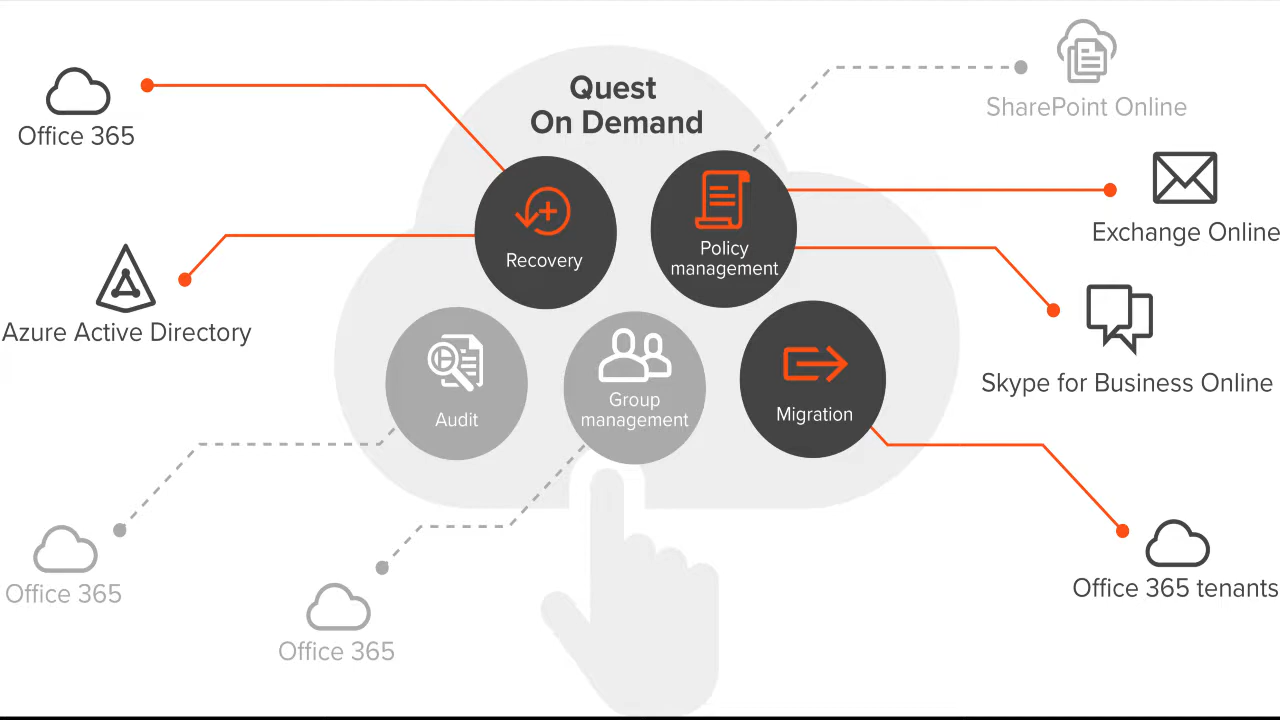 Quest
On Demand
SharePoint Online
Office 365
Exchange Online
Recovery
Policy
management
Azure Active Directory
Skype for Business Online
Audit
Group
management
Migration
Office 365
Office 365
Office 365 tenants